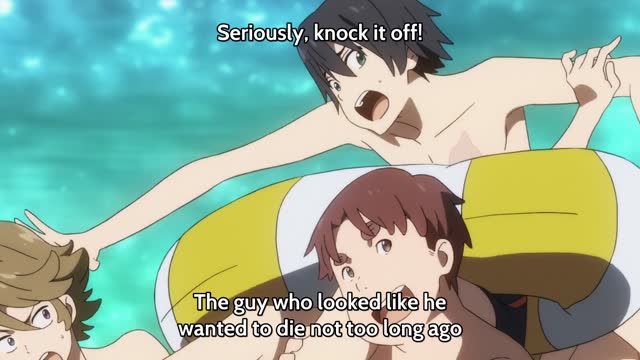 Seriously, knock it off!
The guy who looked like he
wanted to die not too long ago